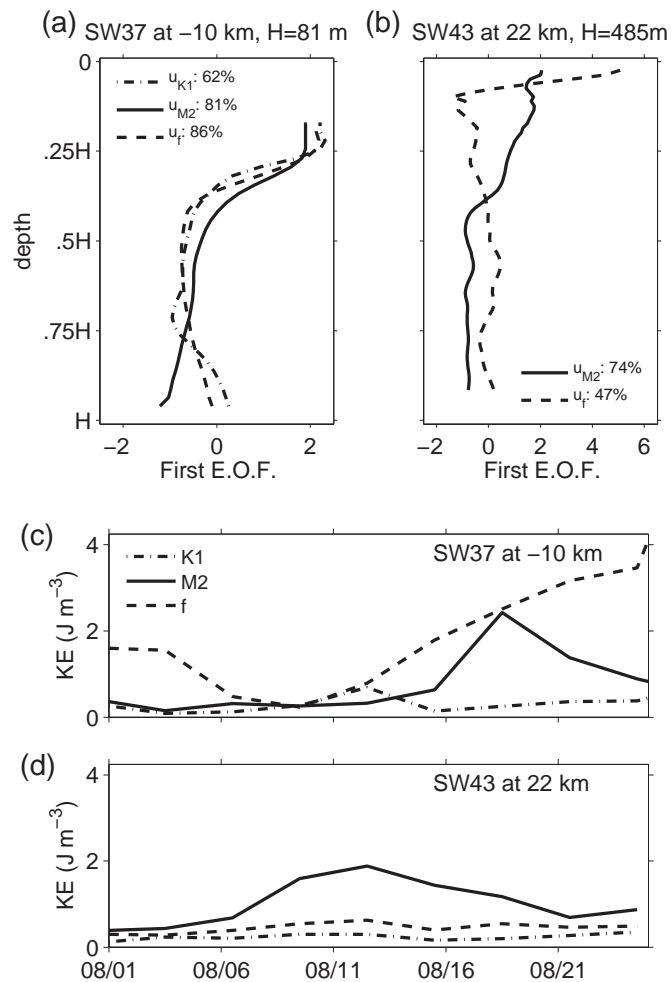 (a) SW37 at −10 km, H=81 m
(b) SW43 at 22 km, H=485m
0
.25H
.5H
.75H
H
depth
u_K1: 62%
u_M2: 81%
u_f: 86%
−2 0 2
First E.O.F.
u_M2: 74%
u_f: 47%
−2 0 2 4 6
First E.O.F.
(c)
SW37 at −10 km
K1
M2
f
4
2
0
KE (J m⁻³)
(d)
SW43 at 22 km
4
2
0
KE (J m⁻³)
08/01 08/06 08/11 08/16 08/21